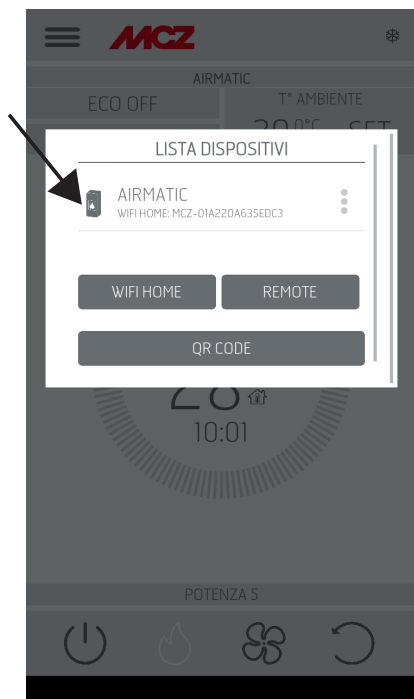 MCZ
AIRMATIC
ECO OFF
T° AMBIENTE
SET
LISTA DISPOSITIVI
AIRMATIC
WIFI HOME: MCZ-01A220A635EDC3
WIFI HOME
REMOTE
QR CODE
10:01
POTENZA 5